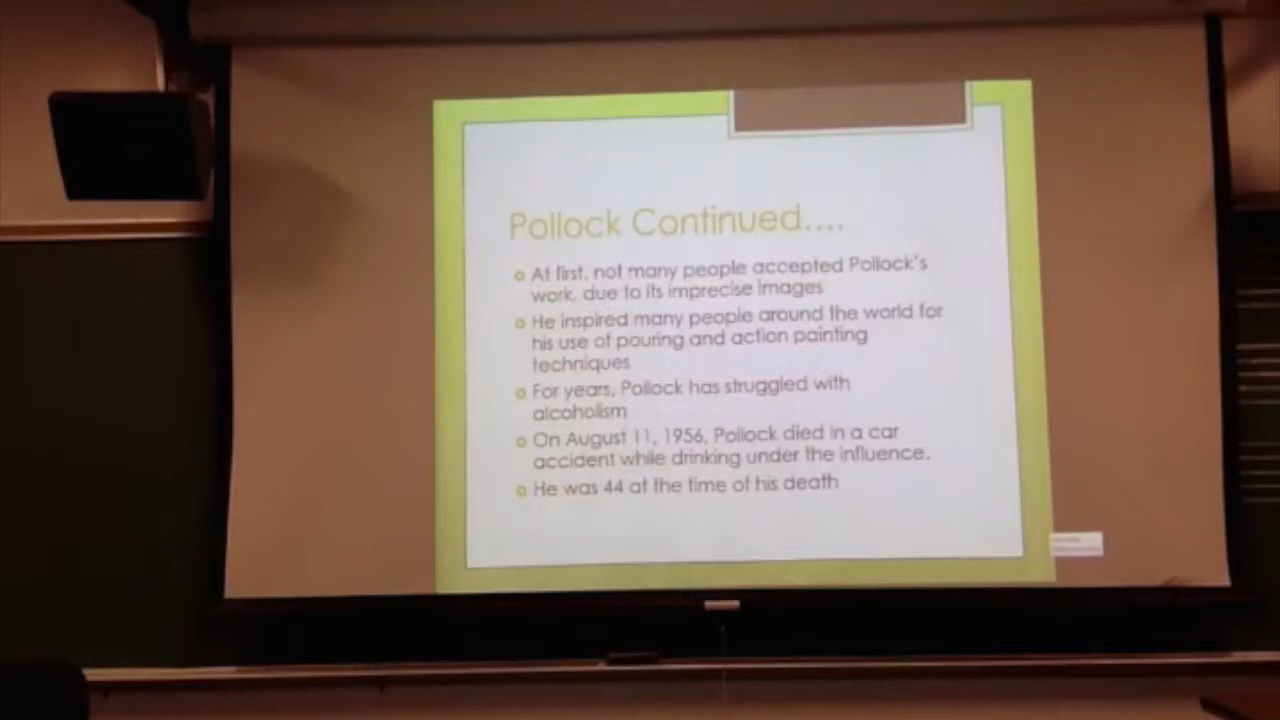 Pollock Continued....
At first, not many people accepted Pollock's
work, due to its imprecise images
He inspired many people around the world for
his use of pouring and action painting
techniques
For years, Pollock has struggled with
alcoholism
On August 11, 1956, Pollock died in a car
accident while drinking under the influence.
He was 44 at the time of his death